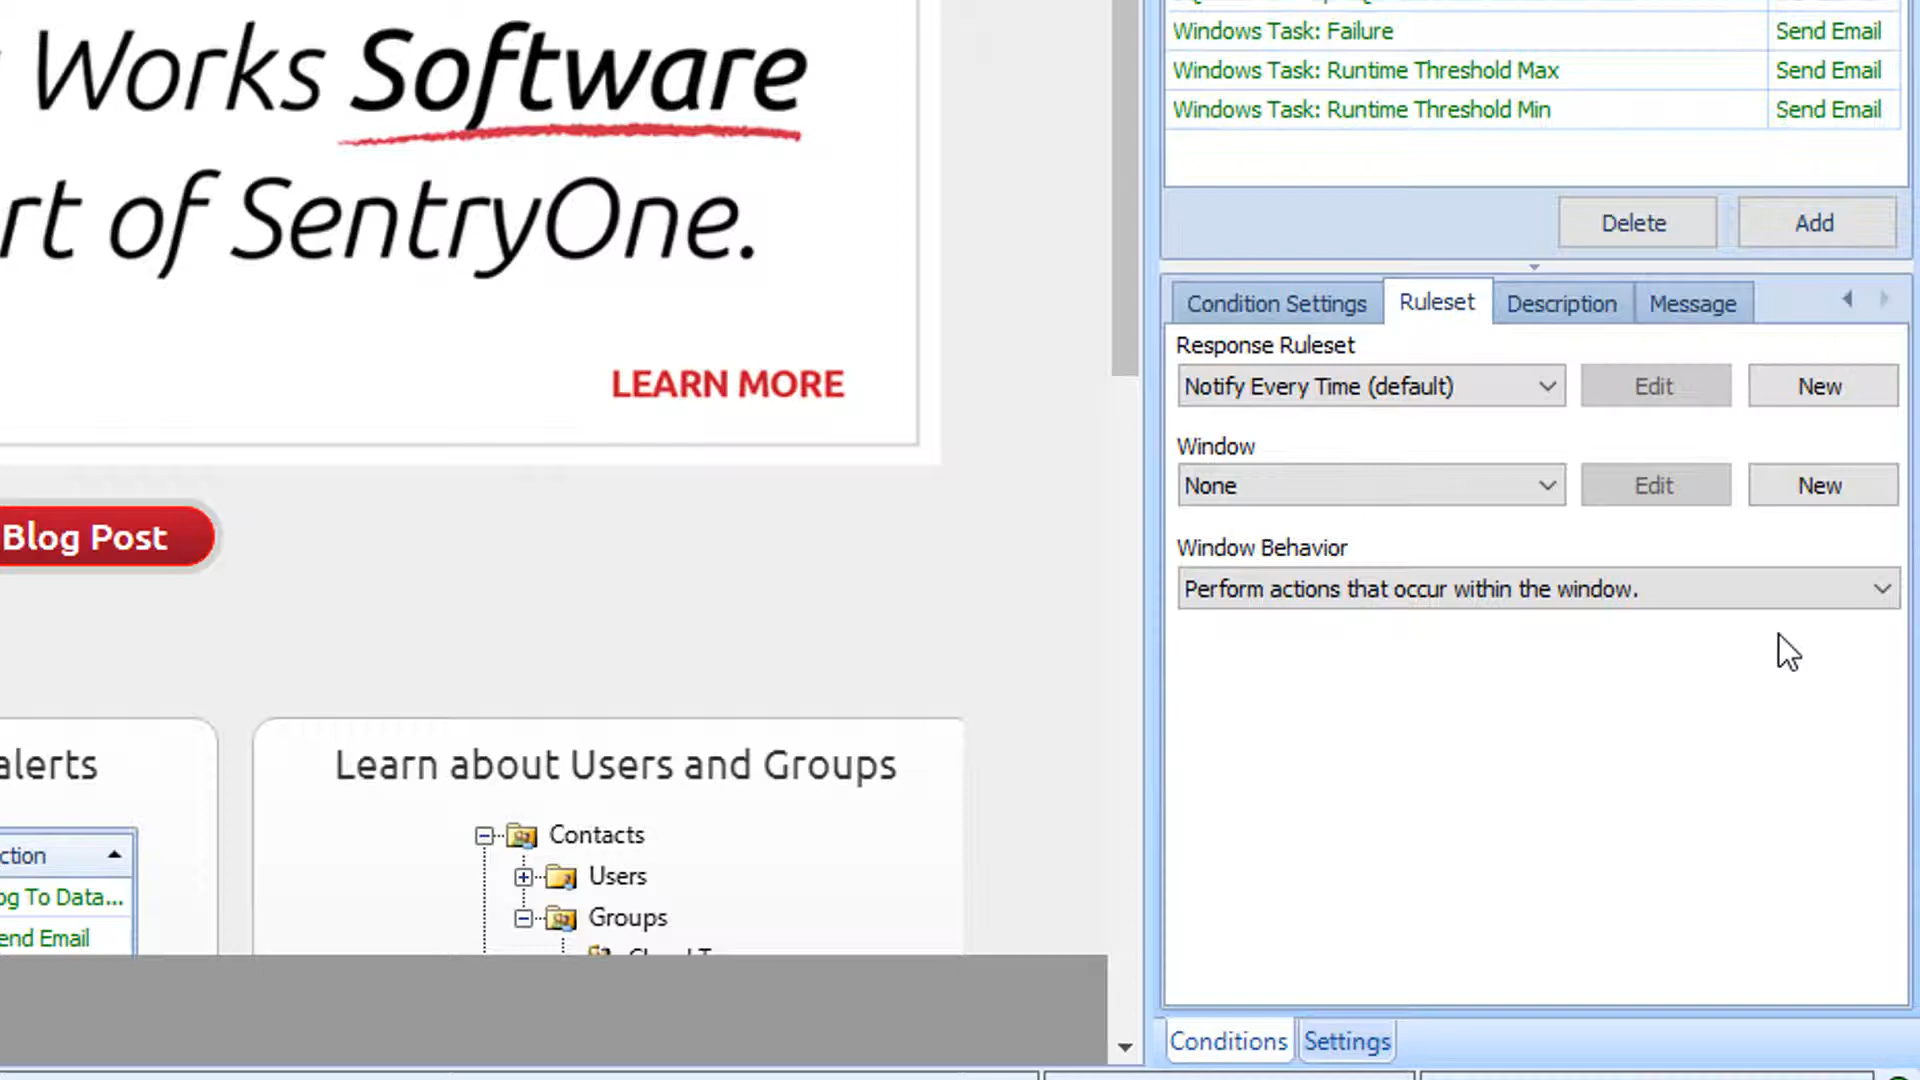 Works Software
rt of SentryOne.
LEARN MORE
Blog Post
alerts
ction
og To Data...
end Email
Learn about Users and Groups
Contacts
Users
Groups
Windows Task: Failure Send Email
Windows Task: Runtime Threshold Max Send Email
Windows Task: Runtime Threshold Min Send Email
Delete Add
Condition Settings Ruleset Description Message
Response Ruleset
Notify Every Time (default) Edit New
Window
None Edit New
Window Behavior
Perform actions that occur within the window.
Conditions Settings